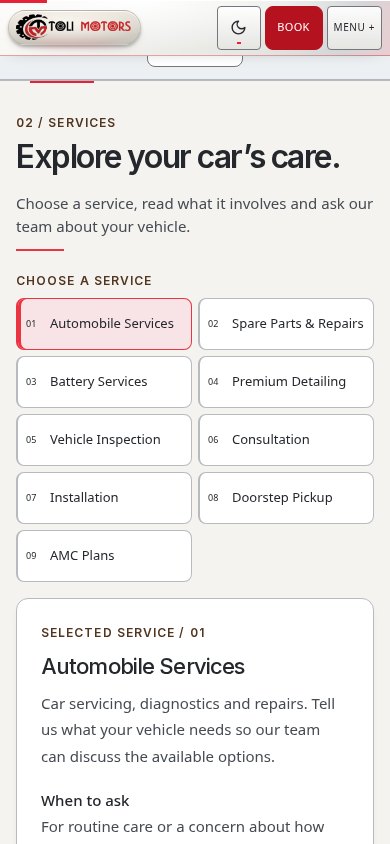 TOLI MOTORS
BOOK
MENU +
02 / SERVICES
Explore your car’s care.
Choose a service, read what it involves and ask our
team about your vehicle.
CHOOSE A SERVICE
01 Automobile Services
02 Spare Parts & Repairs
03 Battery Services
04 Premium Detailing
05 Vehicle Inspection
06 Consultation
07 Installation
08 Doorstep Pickup
09 AMC Plans
SELECTED SERVICE / 01
Automobile Services
Car servicing, diagnostics and repairs. Tell
us what your vehicle needs so our team
can discuss the available options.
When to ask
For routine care or a concern about how